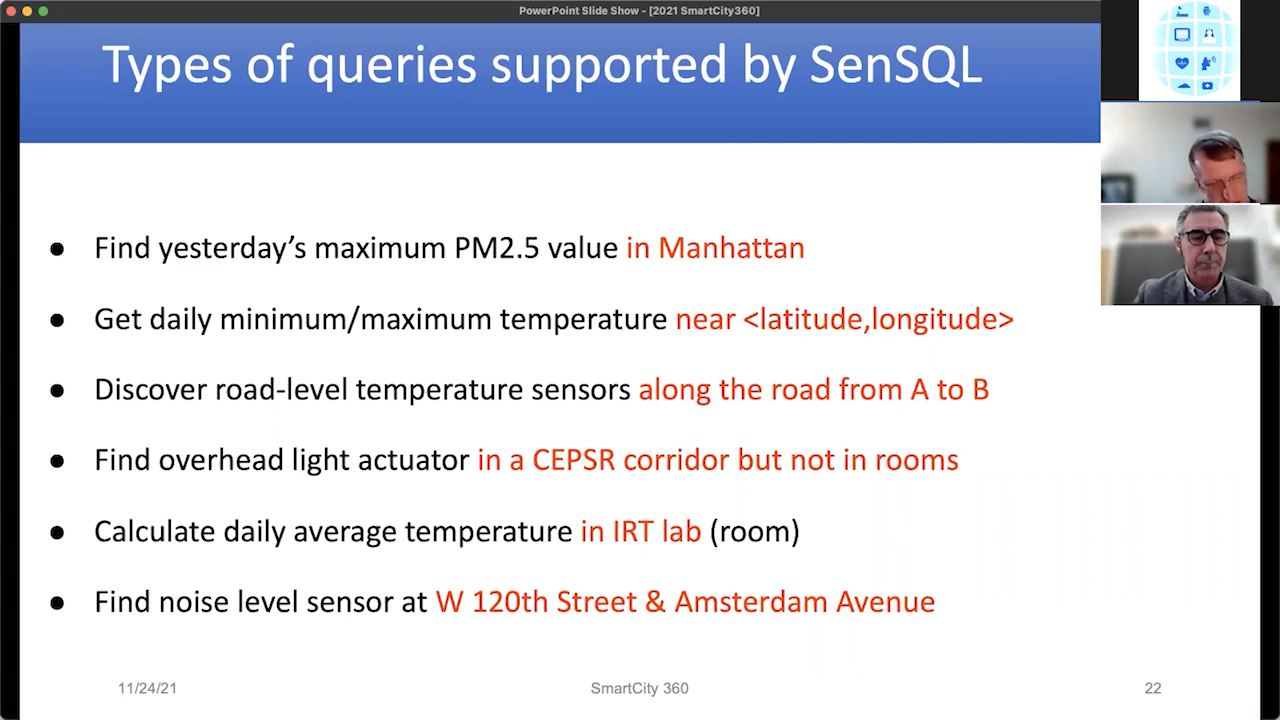 PowerPoint Slide Show - [2021 SmartCity360]
Types of queries supported by SenSQL
● Find yesterday’s maximum PM2.5 value in Manhattan
● Get daily minimum/maximum temperature near <latitude,longitude>
● Discover road-level temperature sensors along the road from A to B
● Find overhead light actuator in a CEPSR corridor but not in rooms
● Calculate daily average temperature in IRT lab (room)
● Find noise level sensor at W 120th Street & Amsterdam Avenue
11/24/21
SmartCity 360
22